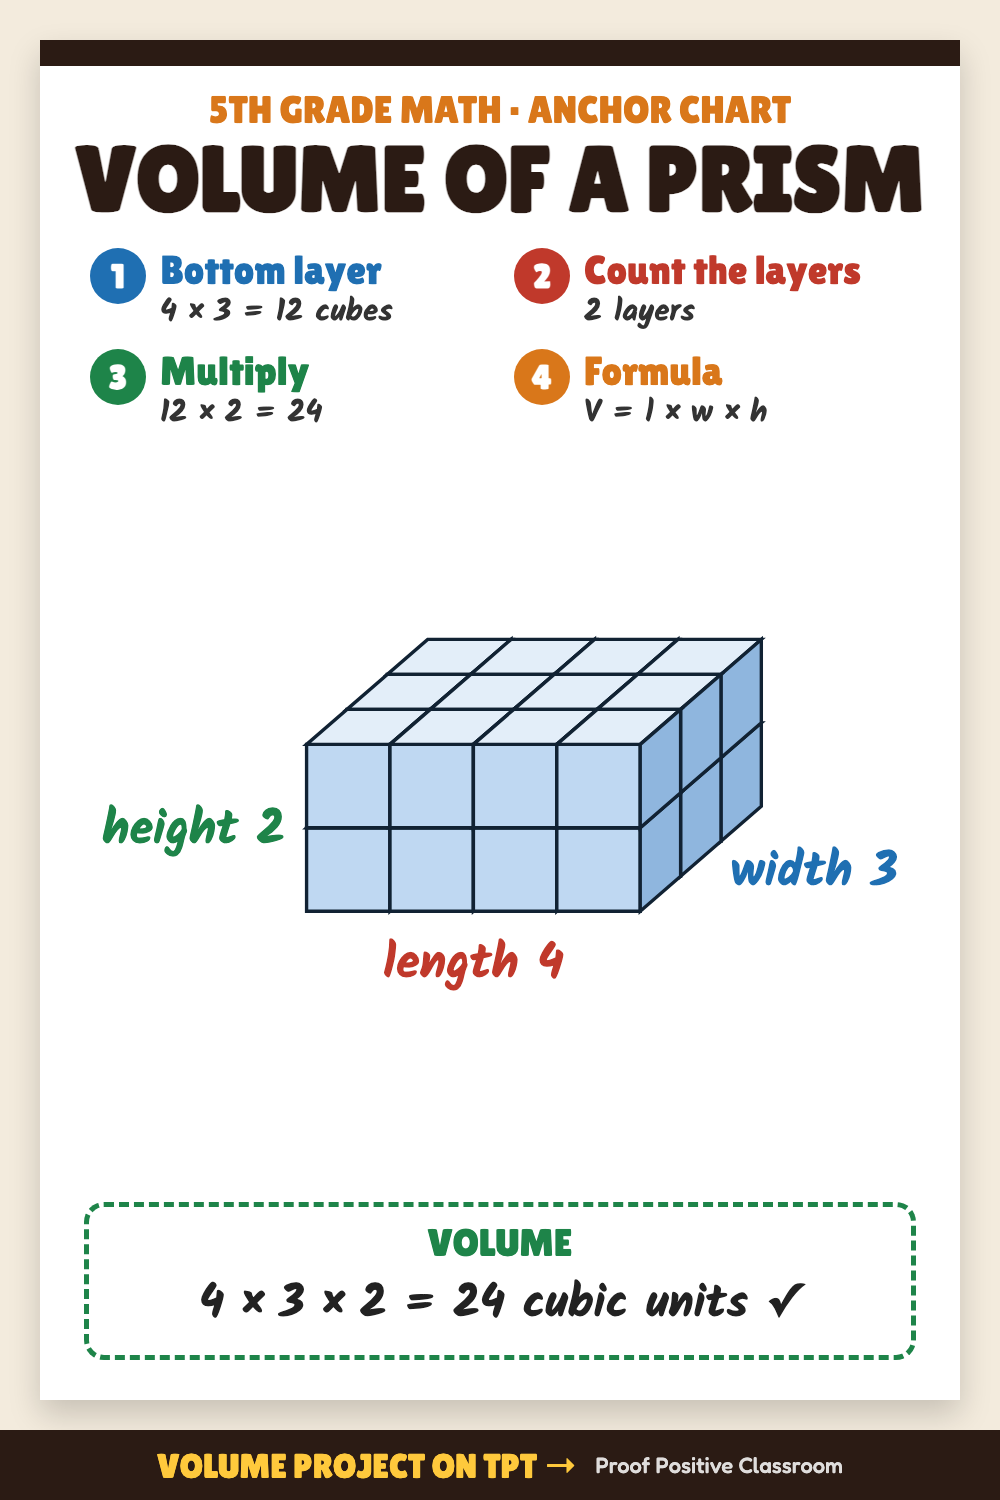 5TH GRADE MATH · ANCHOR CHART
VOLUME OF A PRISM
1 Bottom layer
4 × 3 = 12 cubes
2 Count the layers
2 layers
3 Multiply
12 × 2 = 24
4 Formula
V = l × w × h
height 2
width 3
length 4
VOLUME
4 × 3 × 2 = 24 cubic units ✓
VOLUME PROJECT ON TPT → Proof Positive Classroom